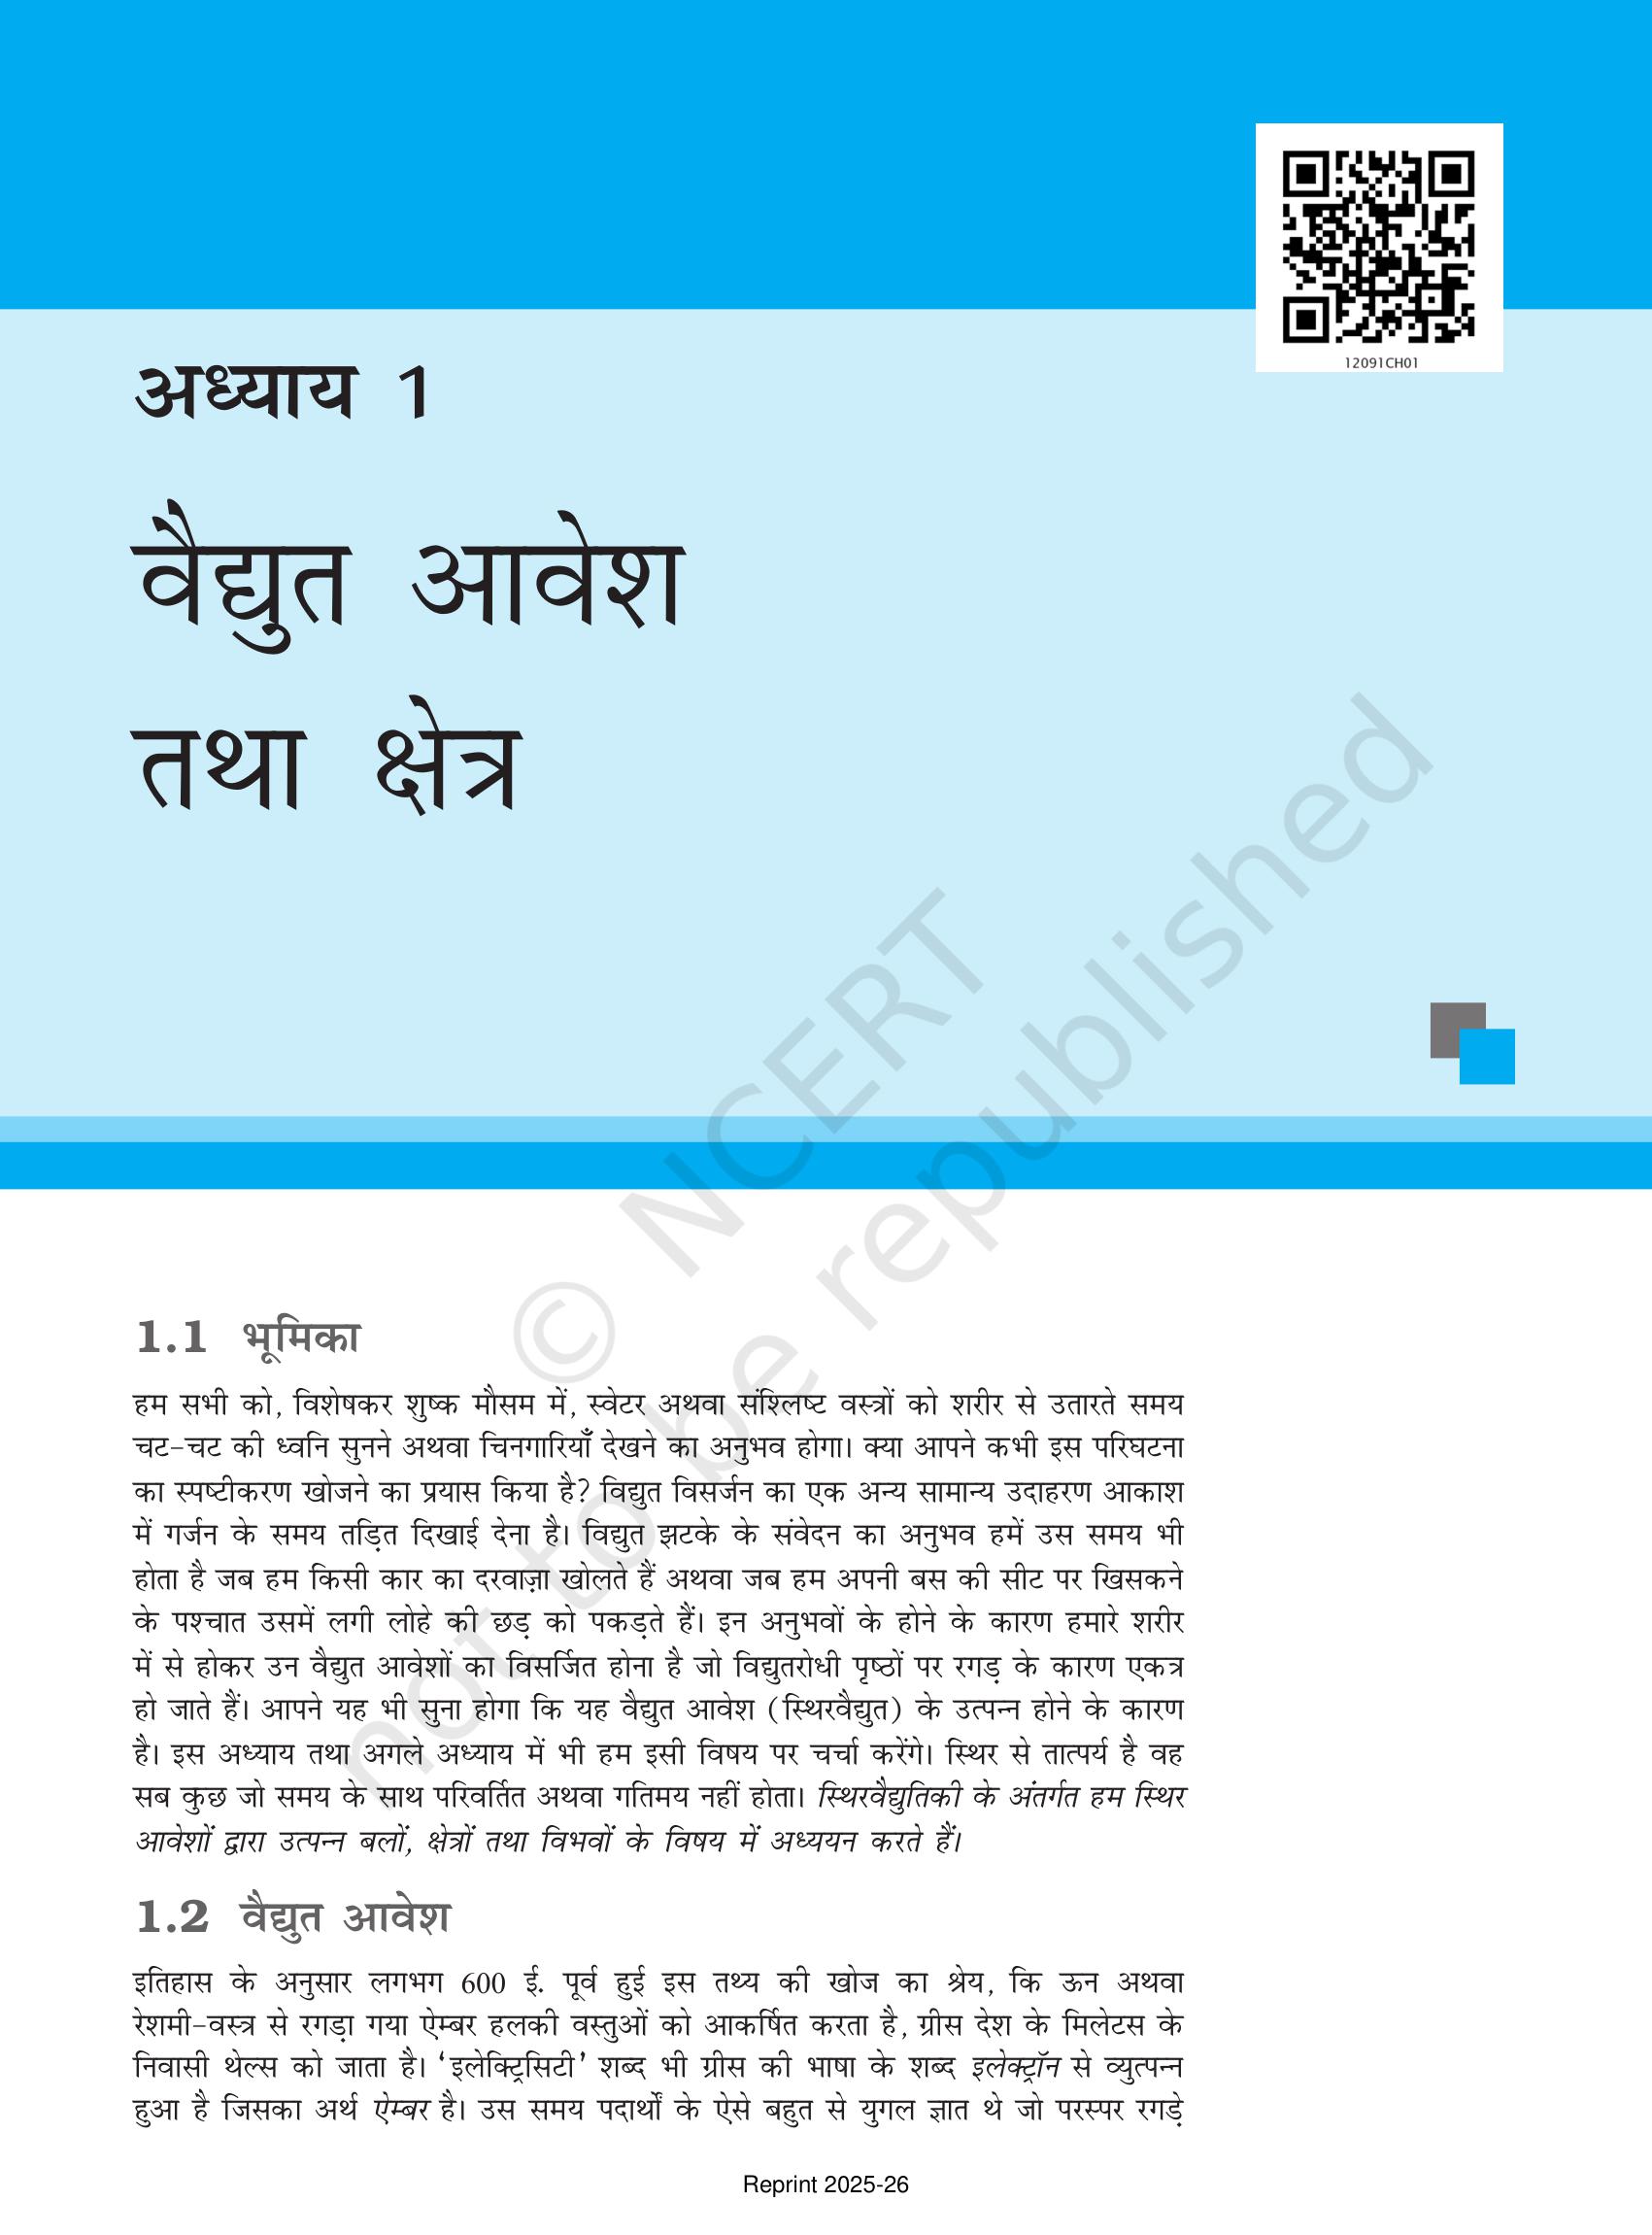 12091CH01
अध्याय 1
वैद्युत आवेश
तथा क्षेत्र
© NCERT
not to be republished
1.1 भूमिका
हम सभी को, विशेषकर शुष्क मौसम में, स्वेटर अथवा संश्लिष्ट वस्त्रों को शरीर से उतारते समय
चट-चट की ध्वनि सुनने अथवा चिनगारियाँ देखने का अनुभव होगा। क्या आपने कभी इस परिघटना
का स्पष्टीकरण खोजने का प्रयास किया है? विद्युत विसर्जन का एक अन्य सामान्य उदाहरण आकाश
में गर्जन के समय तड़ित दिखाई देना है। विद्युत झटके के संवेदन का अनुभव हमें उस समय भी
होता है जब हम किसी कार का दरवाज़ा खोलते हैं अथवा जब हम अपनी बस की सीट पर खिसकने
के पश्चात उसमें लगी लोहे की छड़ को पकड़ते हैं। इन अनुभवों के होने के कारण हमारे शरीर
में से होकर उन वैद्युत आवेशों का विसर्जित होना है जो विद्युतरोधी पृष्ठों पर रगड़ के कारण एकत्र
हो जाते हैं। आपने यह भी सुना होगा कि यह वैद्युत आवेश (स्थिरवैद्युत) के उत्पन्न होने के कारण
है। इस अध्याय तथा अगले अध्याय में भी हम इसी विषय पर चर्चा करेंगे। स्थिर से तात्पर्य है वह
सब कुछ जो समय के साथ परिवर्तित अथवा गतिमय नहीं होता। स्थिरवैद्युतिकी के अंतर्गत हम स्थिर
आवेशों द्वारा उत्पन्न बलों, क्षेत्रों तथा विभवों के विषय में अध्ययन करते हैं।
1.2 वैद्युत आवेश
इतिहास के अनुसार लगभग 600 ई. पूर्व हुई इस तथ्य की खोज का श्रेय, कि ऊन अथवा
रेशमी-वस्त्र से रगड़ा गया ऐम्बर हलकी वस्तुओं को आकर्षित करता है, ग्रीस देश के मिलेटस के
निवासी थेल्स को जाता है। ‘इलेक्ट्रिसिटी’ शब्द भी ग्रीस की भाषा के शब्द इलेक्ट्रॉन से व्युत्पन्न
हुआ है जिसका अर्थ ऐम्बर है। उस समय पदार्थों के ऐसे बहुत से युगल ज्ञात थे जो परस्पर रगड़े
Reprint 2025-26